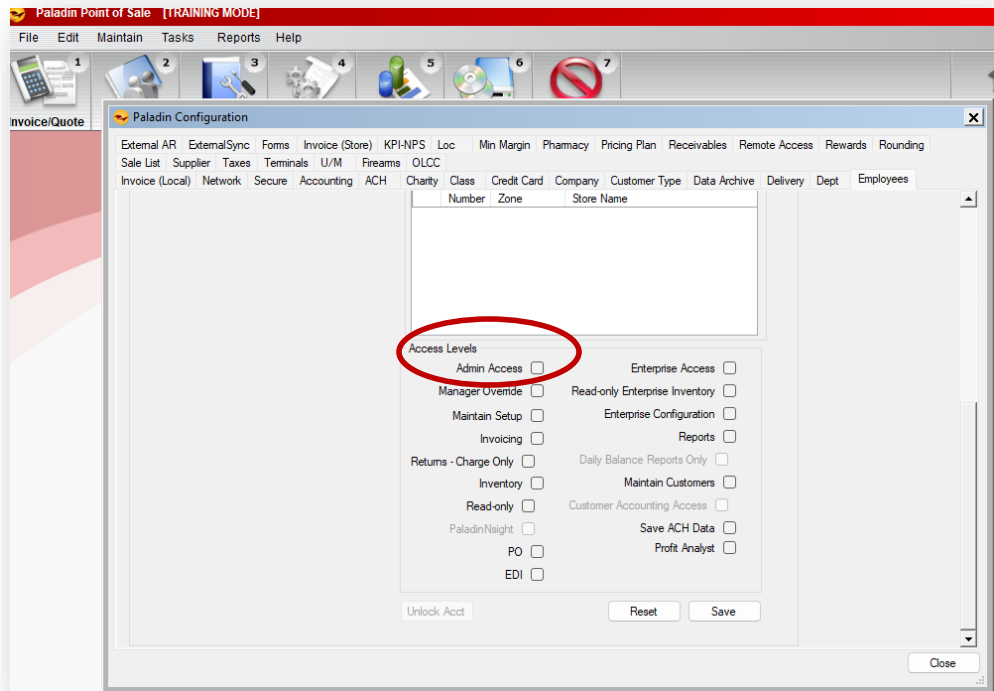 Paladin Point of Sale [TRAINING MODE]
File Edit Maintain Tasks Reports Help
1 2 3 4 5 6 7
nvoice/Quote
Paladin Configuration
External AR ExternalSync Forms Invoice (Store) KPI-NPS Loc Min Margin Pharmacy Pricing Plan Receivables Remote Access Rewards Rounding
Sale List Supplier Taxes Terminals U/M Firearms OLCC
Invoice (Local) Network Secure Accounting ACH Charity Class Credit Card Company Customer Type Data Archive Delivery Dept Employees
Number Zone Store Name
Access Levels
Admin Access Enterprise Access
Manager Override Read-only Enterprise Inventory
Maintain Setup Enterprise Configuration
Invoicing Reports
Returns - Charge Only Daily Balance Reports Only
Inventory Maintain Customers
Read-only Customer Accounting Access
PaladinNsight Save ACH Data
PO Profit Analyst
EDI
Unlock Acct Reset Save
Close